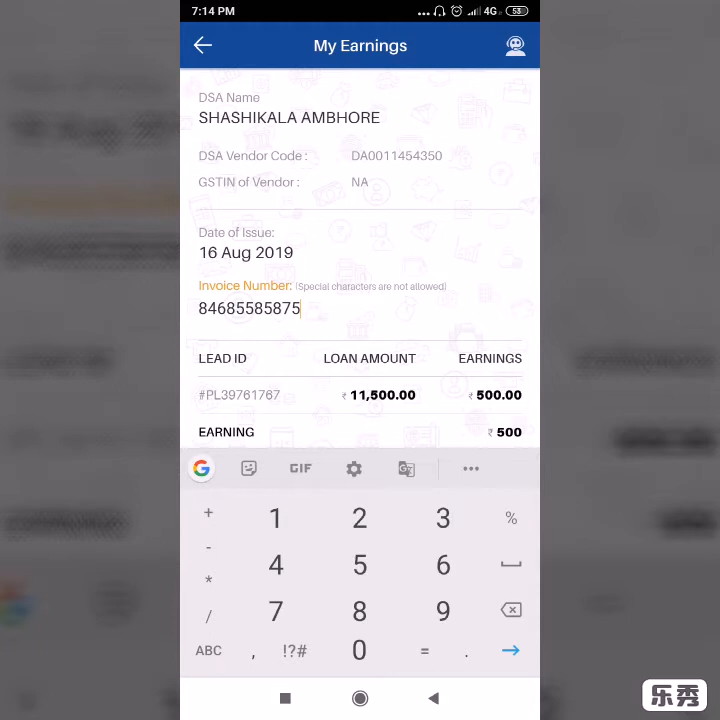 7:14 PM
4G
53
My Earnings
DSA Name
SHASHIKALA AMBHORE
DSA Vendor Code : DA0011454350
GSTIN of Vendor : NA
Date of Issue:
16 Aug 2019
Invoice Number: (Special characters are not allowed)
84685585875
LEAD ID LOAN AMOUNT EARNINGS
#PL39761767 ₹ 11,500.00 ₹ 500.00
EARNING ₹ 500
G GIF
+ 1 2 3 %
- 4 5 6
* 7 8 9
/
ABC , !?# 0 = .
乐秀